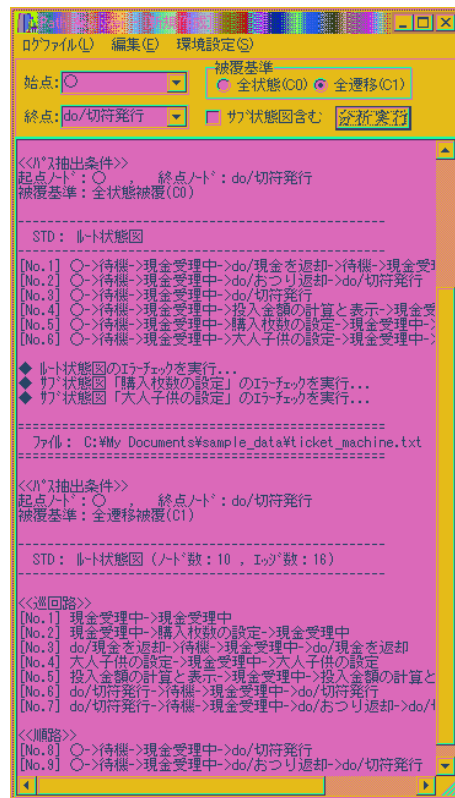 ログファイル(L) 編集(E) 環境設定(S)
始点:○
被覆基準
全状態(C0) 全遷移(C1)
終点:do/切符発行
サブ状態図含む 分析実行
<<パス抽出条件>>
起点ノード:○ , 終点ノード:do/切符発行
被覆基準:全状態被覆(C0)
----------------------------------------
STD: ルート状態図
----------------------------------------
[No.1] ○->待機->現金受理中->do/現金を返却->待機->現金受
[No.2] ○->待機->現金受理中->do/おつり返却->do/切符発行
[No.3] ○->待機->現金受理中->do/切符発行
[No.4] ○->待機->現金受理中->投入金額の計算と表示->現金受
[No.5] ○->待機->現金受理中->購入枚数の設定->現金受理中-
[No.6] ○->待機->現金受理中->大人子供の設定->現金受理中-
◆ ルート状態図のエラーチェックを実行...
◆ サブ状態図「購入枚数の設定」のエラーチェックを実行...
◆ サブ状態図「大人子供の設定」のエラーチェックを実行...
========================================
ファイル: C:¥My Documents¥sample_data¥ticket_machine.txt
========================================
<<パス抽出条件>>
起点ノード:○ , 終点ノード:do/切符発行
被覆基準:全遷移被覆(C1)
----------------------------------------
STD: ルート状態図 (ノード数:10 , エッジ数:16)
----------------------------------------
<<巡回路>>
[No.1] 現金受理中->現金受理中
[No.2] 現金受理中->購入枚数の設定->現金受理中
[No.3] do/現金を返却->待機->現金受理中->do/現金を返却
[No.4] 大人子供の設定->現金受理中->大人子供の設定
[No.5] 投入金額の計算と表示->現金受理中->投入金額の計算と
[No.6] do/切符発行->待機->現金受理中->do/切符発行
[No.7] do/切符発行->待機->現金受理中->do/おつり返却->do/
<<順路>>
[No.8] ○->待機->現金受理中->do/切符発行
[No.9] ○->待機->現金受理中->do/おつり返却->do/切符発行